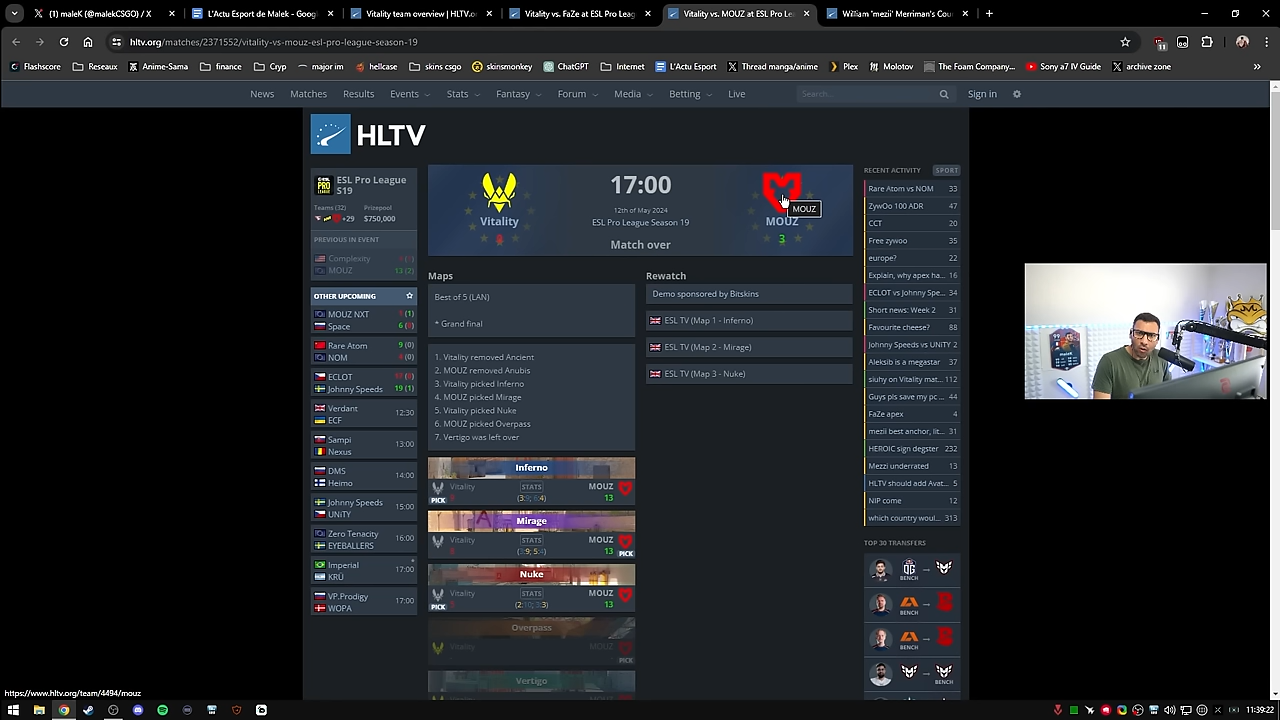 (1) maleK (@malekCSGO) / X
L'Actu Esport de Malek - Goog
Vitality team overview | HLTV.o
Vitality vs. FaZe at ESL Pro Leag
Vitality vs. MOUZ at ESL Pro Le
William 'mezii' Merriman's Cou
hltv.org/matches/2371552/vitality-vs-mouz-esl-pro-league-season-19
11
Flashscore
Reseaux
Anime-Sama
finance
Cryp
major im
hellcase
skins csgo
skinsmonkey
ChatGPT
Internet
L'Actu Esport
Thread manga/anime
Plex
Molotov
The Foam Company...
Sony a7 IV Guide
archive zone
News
Matches
Results
Events
Stats
Fantasy
Forum
Media
Betting
Live
Search...
Sign in
HLTV
ESL Pro League
S19
Teams (32)
Prizepool
+29
$750,000
PREVIOUS IN EVENT
Complexity
MOUZ 13 (2)
OTHER UPCOMING
MOUZ NXT (1)
Space 6
Rare Atom 9 (0)
NOM
ECLOT
Johnny Speeds 19 (1)
Verdant
ECF
12:30
Sampi
Nexus
13:00
DMS
Heimo
14:00
Johnny Speeds
UNiTY
15:00
Zero Tenacity
EYEBALLERS
16:00
Imperial
KRÜ
17:00
VP.Prodigy
WOPA
17:00
Vitality
17:00
12th of May 2024
ESL Pro League Season 19
Match over
MOUZ
3
MOUZ
Maps
Best of 5 (LAN)
* Grand final
1. Vitality removed Ancient
2. MOUZ removed Anubis
3. Vitality picked Inferno
4. MOUZ picked Mirage
5. Vitality picked Nuke
6. MOUZ picked Overpass
7. Vertigo was left over
Inferno
Vitality
STATS
MOUZ
13
PICK
Mirage
Vitality
STATS
MOUZ
13
PICK
Nuke
Vitality
STATS
MOUZ
13
PICK
Overpass
Vitality
MOUZ
PICK
Vertigo
Rewatch
Demo sponsored by Bitskins
ESL TV (Map 1 - Inferno)
ESL TV (Map 2 - Mirage)
ESL TV (Map 3 - Nuke)
RECENT ACTIVITY
SPORT
Rare Atom vs NOM 33
ZywOo 100 ADR 47
CCT 20
Free zywoo 35
europe? 22
Explain, why apex ha... 16
ECLOT vs Johnny Spe... 34
Short news: Week 2 31
Favourite cheese? 88
Johnny Speeds vs UNiTY 2
Aleksib is a megastar 37
siuhy on Vitality mat... 112
Guys pls save my pc ... 44
FaZe apex 4
mezii best anchor, lit... 31
HEROIC sign degster 232
Mezzi underrated 13
HLTV should add Avat... 5
NIP come 12
which country woul... 313
TOP 30 TRANSFERS
BENCH
BENCH
BENCH
BENCH
https://www.hltv.org/team/4494/mouz
11:39:22